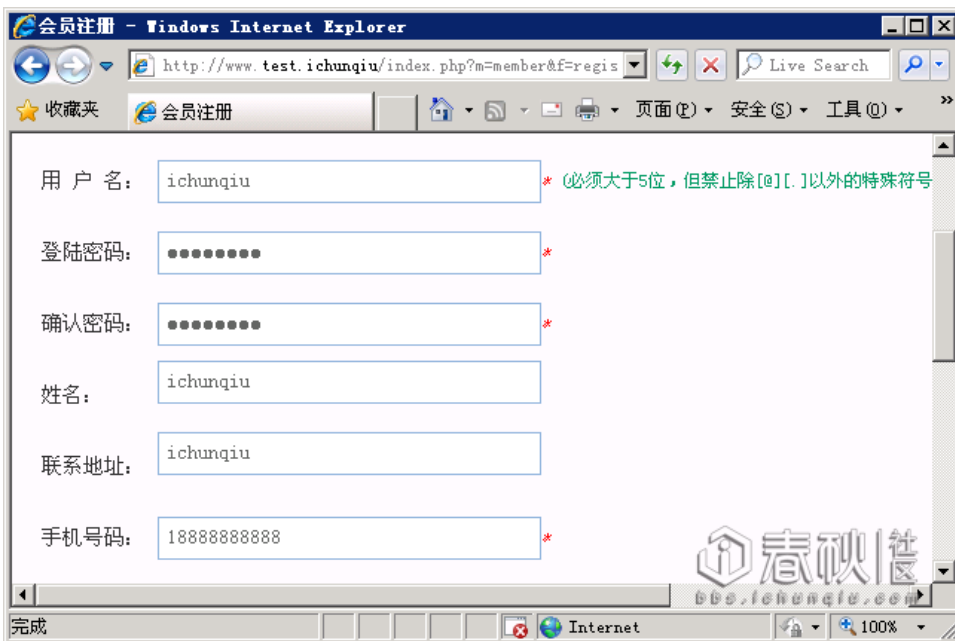 会员注册 - Windows Internet Explorer
http://www.test.ichunqiu/index.php?m=member&f=regis
Live Search
收藏夹
会员注册
页面(P)
安全(S)
工具(O)
»
用 户 名: ichunqiu * (必须大于5位,但禁止除[@][.]以外的特殊符号
登陆密码: ●●●●●●●● *
确认密码: ●●●●●●●● *
姓名: ichunqiu
联系地址: ichunqiu
手机号码: 18888888888 *
春秋 社区
bbs.ichunqiu.com
完成
Internet
100%